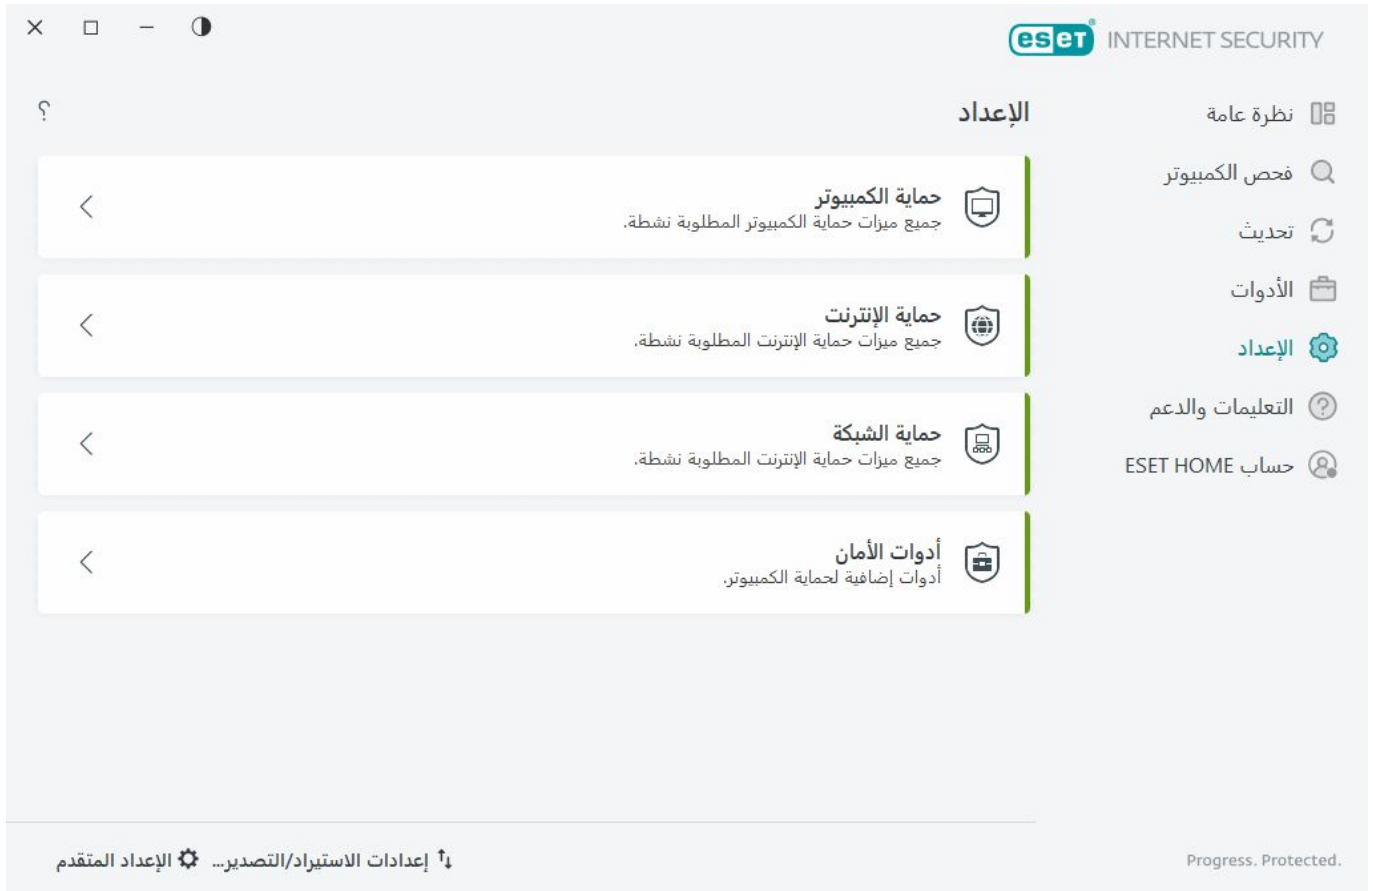 eseT INTERNET SECURITY
نظرة عامة
فحص الكمبيوتر
تحديث
الأدوات
الإعداد
التعليمات والدعم
حساب ESET HOME
Progress. Protected.
الإعداد
؟
حماية الكمبيوتر
جميع ميزات حماية الكمبيوتر المطلوبة نشطة.
حماية الإنترنت
جميع ميزات حماية الإنترنت المطلوبة نشطة.
حماية الشبكة
جميع ميزات حماية الإنترنت المطلوبة نشطة.
أدوات الأمان
أدوات إضافية لحماية الكمبيوتر.
إعدادات الاستيراد/التصدير... الإعداد المتقدم